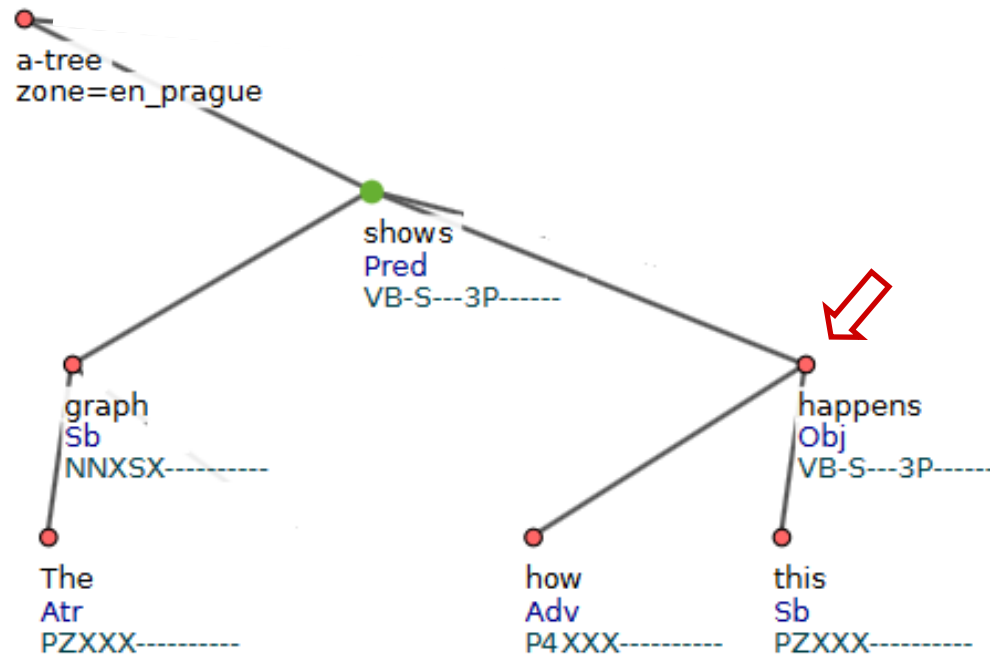 a-tree
zone=en_prague
shows
Pred
VB-S---3P------
graph
Sb
NNXSX----------
happens
Obj
VB-S---3P------
The
Atr
PZXXX----------
how
Adv
P4XXX----------
this
Sb
PZXXX----------